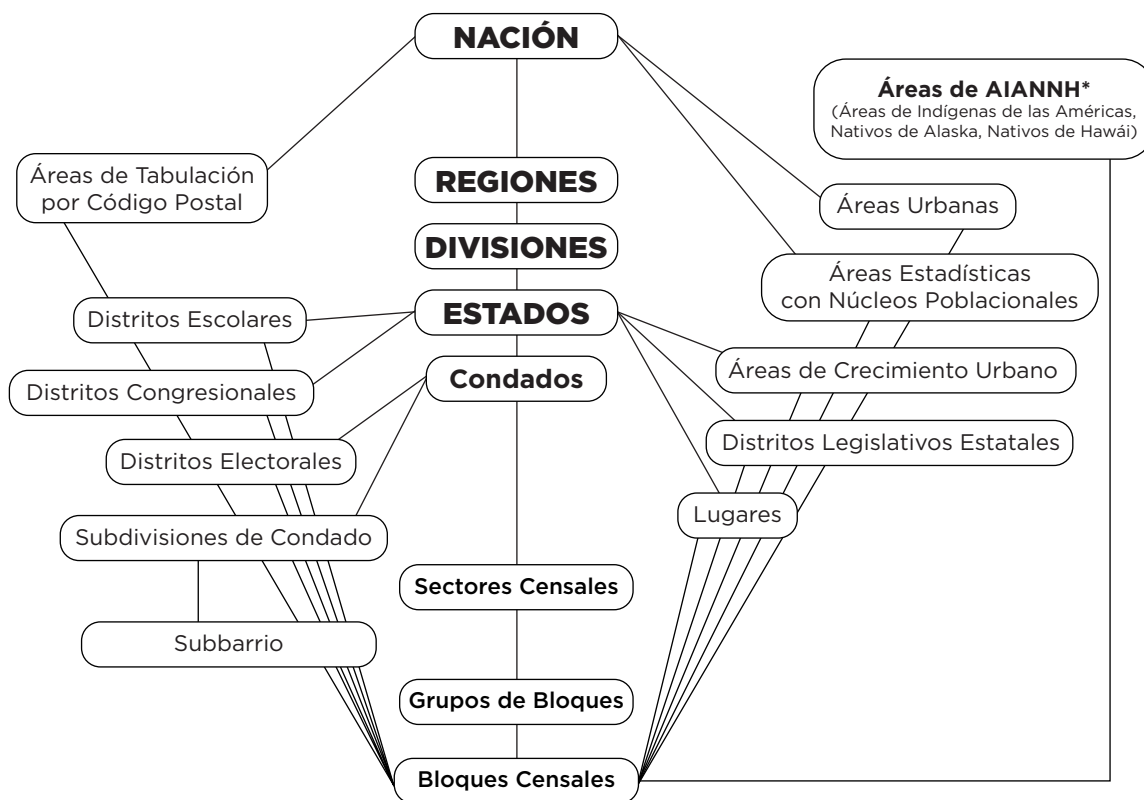 NACIÓN
Áreas de AIANNH*
(Áreas de Indígenas de las Américas,
Nativos de Alaska, Nativos de Hawái)
Áreas de Tabulación
por Código Postal
REGIONES
Áreas Urbanas
DIVISIONES
Áreas Estadísticas
con Núcleos Poblacionales
Distritos Escolares
ESTADOS
Áreas de Crecimiento Urbano
Distritos Congresionales
Condados
Distritos Legislativos Estatales
Distritos Electorales
Lugares
Subdivisiones de Condado
Sectores Censales
Subbarrio
Grupos de Bloques
Bloques Censales